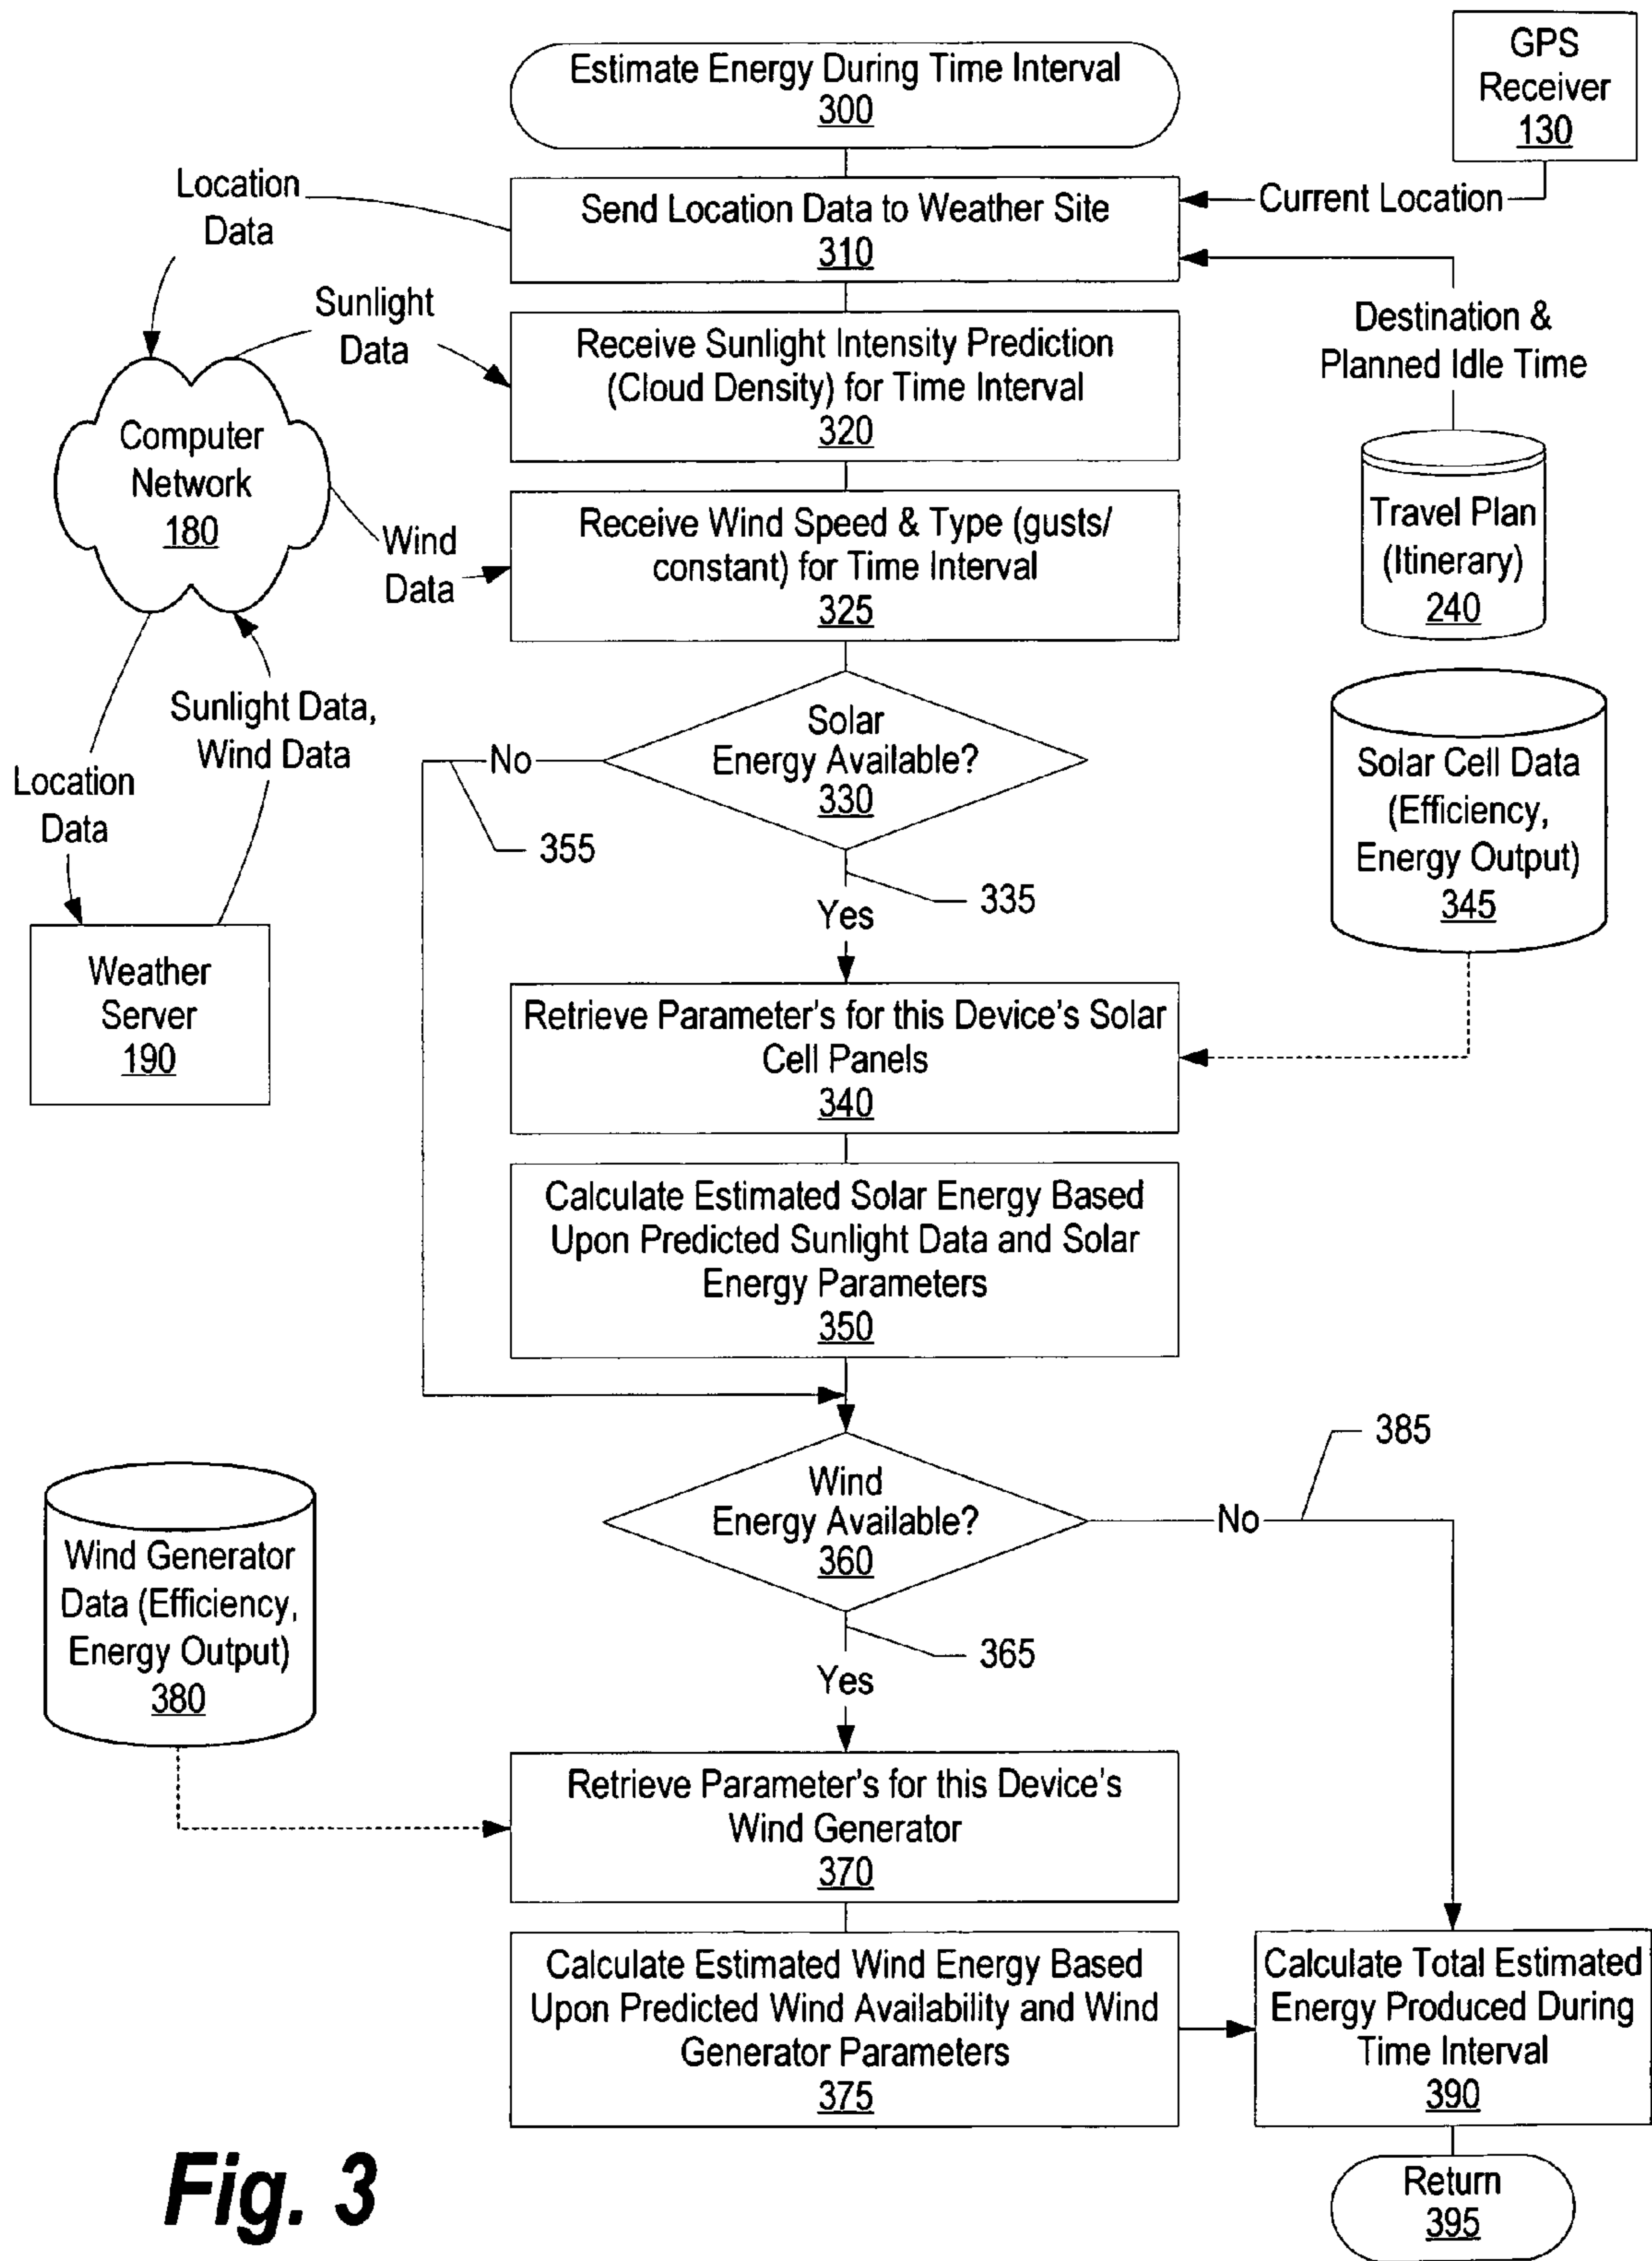 Estimate Energy During Time Interval
300
GPS
Receiver
130
Current Location
Location
Data
Send Location Data to Weather Site
310
Destination &
Planned Idle Time
Sunlight
Data
Receive Sunlight Intensity Prediction
(Cloud Density) for Time Interval
320
Computer
Network
180
Travel Plan
(Itinerary)
240
Wind
Data
Receive Wind Speed & Type (gusts/
constant) for Time Interval
325
Sunlight Data,
Wind Data
Location
Data
Solar
Energy Available?
330
No
355
335
Yes
Solar Cell Data
(Efficiency,
Energy Output)
345
Weather
Server
190
Retrieve Parameter's for this Device's Solar
Cell Panels
340
Calculate Estimated Solar Energy Based
Upon Predicted Sunlight Data and Solar
Energy Parameters
350
Wind
Energy Available?
360
No
385
365
Yes
Wind Generator
Data (Efficiency,
Energy Output)
380
Retrieve Parameter's for this Device's
Wind Generator
370
Calculate Estimated Wind Energy Based
Upon Predicted Wind Availability and Wind
Generator Parameters
375
Calculate Total Estimated
Energy Produced During
Time Interval
390
Return
395
Fig. 3